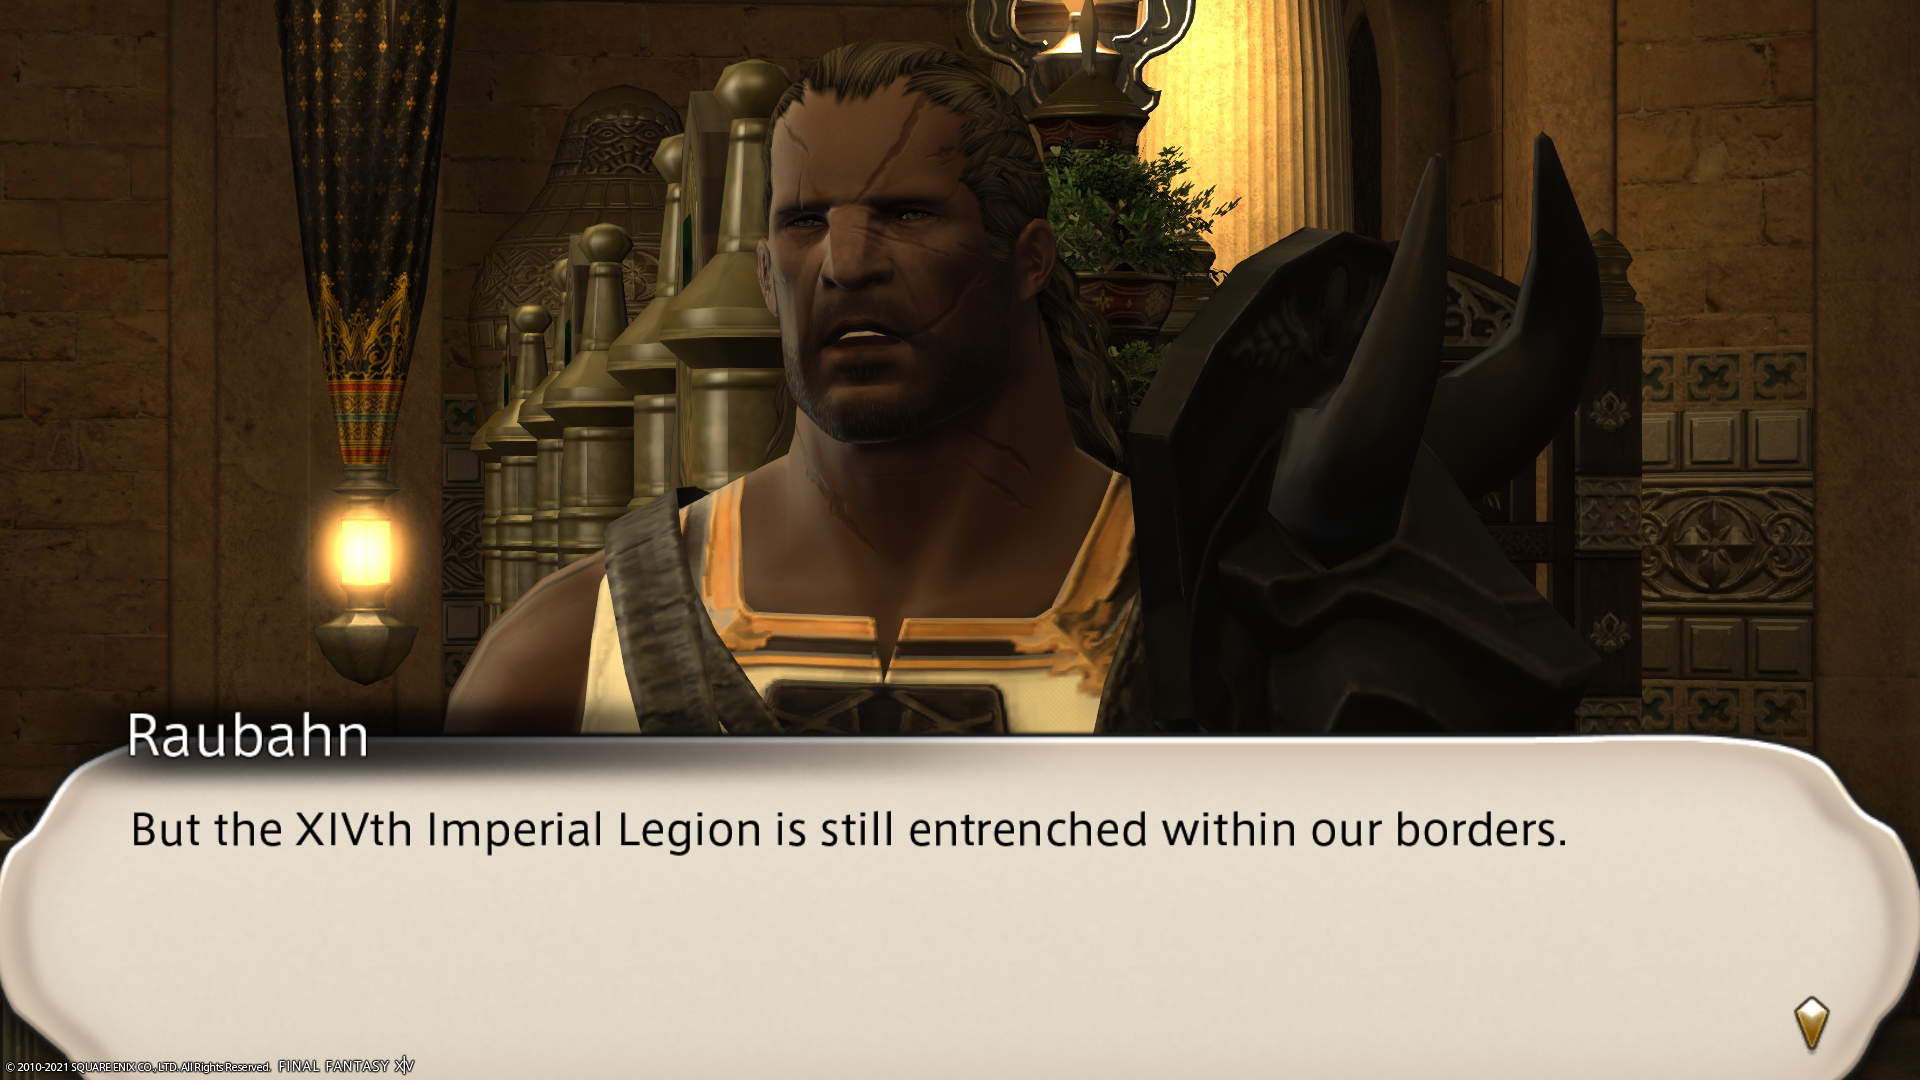 Raubahn
But the XIVth Imperial Legion is still entrenched within our borders.
© 2010-2021 SQUARE ENIX CO., LTD. All Rights Reserved. FINAL FANTASY XIV